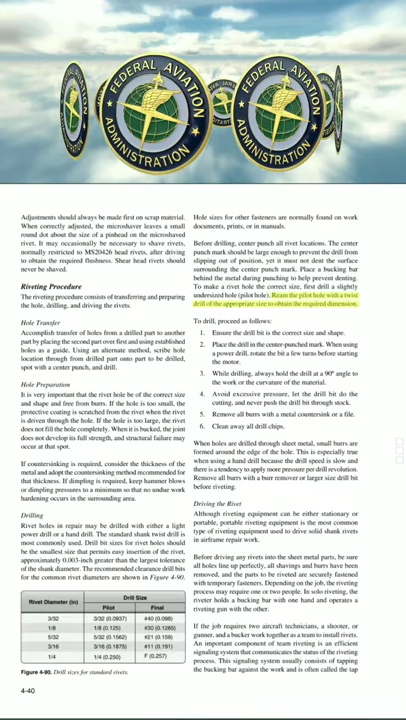 FEDERAL AVIATION
ADMINISTRATION
FEDERAL AVIATION
ADMINISTRATION
Adjustments should always be made first on scrap material.
When correctly adjusted, the microshaver leaves a small
round dot about the size of a pinhead on the microshaved
rivet. It may occasionally be necessary to shave rivets,
normally restricted to MS20426 head rivets, after driving
to obtain the required flushness. Shear head rivets should
never be shaved.
Riveting Procedure
The riveting procedure consists of transferring and preparing
the hole, drilling, and driving the rivets.
Hole Transfer
Accomplish transfer of holes from a drilled part to another
part by placing the second part over first and using established
holes as a guide. Using an alternate method, scribe hole
location through from drilled part onto part to be drilled,
spot with a center punch, and drill.
Hole Preparation
It is very important that the rivet hole be of the correct size
and shape and free from burrs. If the hole is too small, the
protective coating is scratched from the rivet when the rivet
is driven through the hole. If the hole is too large, the rivet
does not fill the hole completely. When it is bucked, the joint
does not develop its full strength, and structural failure may
occur at that spot.
If countersinking is required, consider the thickness of the
metal and adopt the countersinking method recommended for
that thickness. If dimpling is required, keep hammer blows
or dimpling pressures to a minimum so that no undue work
hardening occurs in the surrounding area.
Drilling
Rivet holes in repair may be drilled with either a light
power drill or a hand drill. The standard shank twist drill is
most commonly used. Drill bit sizes for rivet holes should
be the smallest size that permits easy insertion of the rivet,
approximately 0.003-inch greater than the largest tolerance
of the shank diameter. The recommended clearance drill bits
for the common rivet diameters are shown in Figure 4-90.
Rivet Diameter (in) Drill Size
Pilot Final
3/32 3/32 (0.0937) #40 (0.098)
1/8 1/8 (0.125) #30 (0.1285)
5/32 5/32 (0.1562) #21 (0.159)
3/16 3/16 (0.1875) #11 (0.191)
1/4 1/4 (0.250) F (0.257)
Figure 4-90. Drill sizes for standard rivets.
4-40
Hole sizes for other fasteners are normally found on work
documents, prints, or in manuals.
Before drilling, center punch all rivet locations. The center
punch mark should be large enough to prevent the drill from
slipping out of position, yet it must not dent the surface
surrounding the center punch mark. Place a bucking bar
behind the metal during punching to help prevent denting.
To make a rivet hole the correct size, first drill a slightly
undersized hole (pilot hole). Ream the pilot hole with a twist
drill of the appropriate size to obtain the required dimension.
To drill, proceed as follows:
1. Ensure the drill bit is the correct size and shape.
2. Place the drill in the center-punched mark. When using
a power drill, rotate the bit a few turns before starting
the motor.
3. While drilling, always hold the drill at a 90° angle to
the work or the curvature of the material.
4. Avoid excessive pressure, let the drill bit do the
cutting, and never push the drill bit through stock.
5. Remove all burrs with a metal countersink or a file.
6. Clean away all drill chips.
When holes are drilled through sheet metal, small burrs are
formed around the edge of the hole. This is especially true
when using a hand drill because the drill speed is slow and
there is a tendency to apply more pressure per drill revolution.
Remove all burrs with a burr remover or larger size drill bit
before riveting.
Driving the Rivet
Although riveting equipment can be either stationary or
portable, portable riveting equipment is the most common
type of riveting equipment used to drive solid shank rivets
in airframe repair work.
Before driving any rivets into the sheet metal parts, be sure
all holes line up perfectly, all shavings and burrs have been
removed, and the parts to be riveted are securely fastened
with temporary fasteners. Depending on the job, the riveting
process may require one or two people. In solo riveting, the
riveter holds a bucking bar with one hand and operates a
riveting gun with the other.
If the job requires two aircraft technicians, a shooter, or
gunner, and a bucker work together as a team to install rivets.
An important component of team riveting is an efficient
signaling system that communicates the status of the riveting
process. This signaling system usually consists of tapping
the bucking bar against the work and is often called the tap